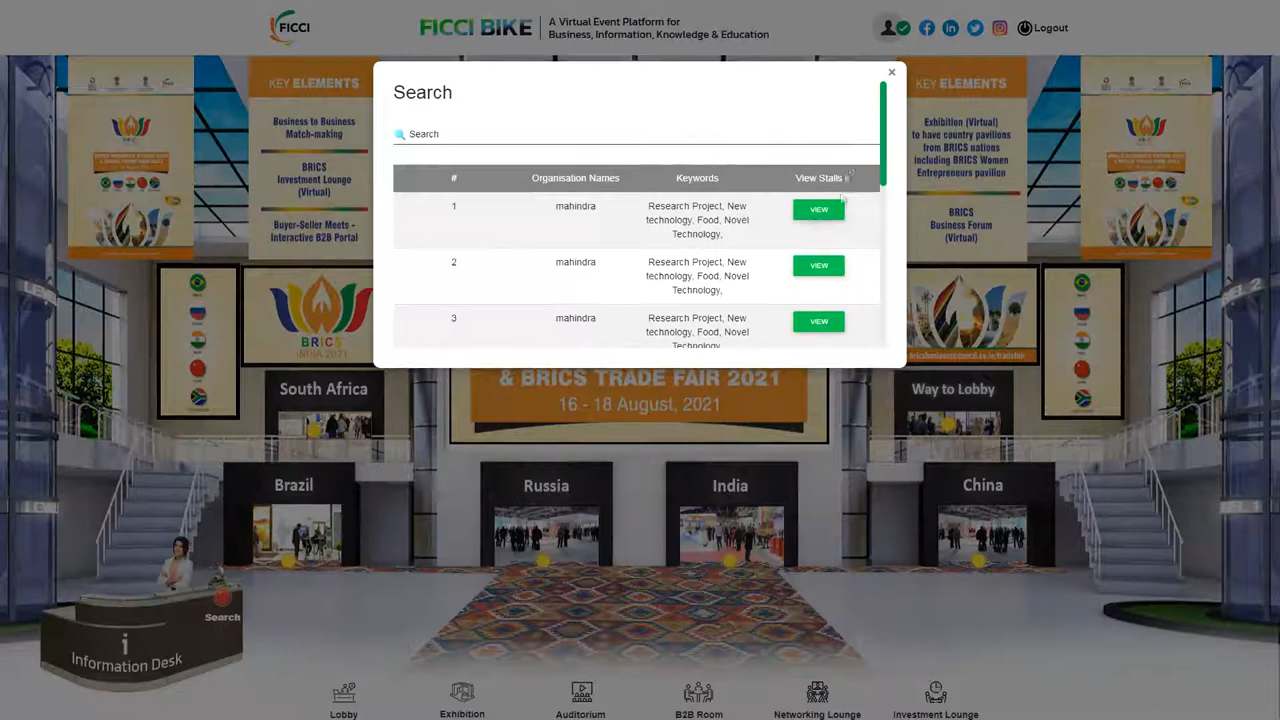 FICCI
FICCI BIKE
A Virtual Event Platform for
Business, Information, Knowledge & Education
Logout
KEY ELEMENTS
Business to Business
Match-making
BRICS
Investment Lounge
(Virtual)
Buyer-Seller Meets -
Interactive B2B Portal
×
Search
Search
# Organisation Names Keywords View Stalls
1 mahindra Research Project, New
technology, Food, Novel
Technology,
VIEW
2 mahindra Research Project, New
technology, Food, Novel
Technology,
VIEW
3 mahindra Research Project, New
technology, Food, Novel
Technology
VIEW
KEY ELEMENTS
Exhibition (Virtual)
to have country pavilions
from BRICS nations
including BRICS Women
Entrepreneurs pavilion
BRICS
Business Forum
(Virtual)
BRICS
INDIA 2021
& BRICS TRADE FAIR 2021
16 - 18 August, 2021
South Africa
Way to Lobby
Brazil
Russia
India
China
Search
i
Information Desk
Lobby
Exhibition
Auditorium
B2B Room
Networking Lounge
Investment Lounge